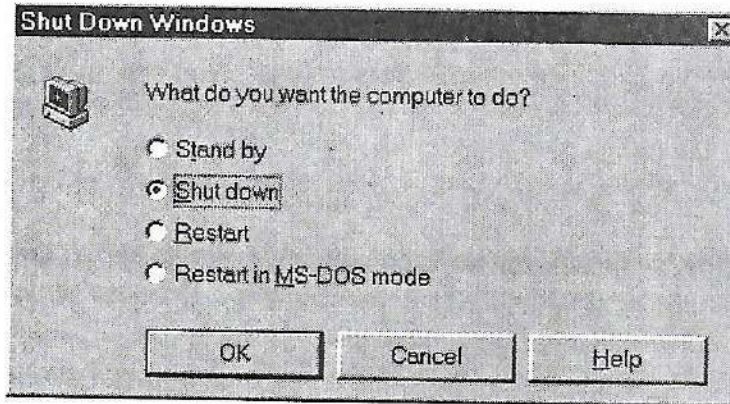 Shut Down Windows
What do you want the computer to do?
Stand by
Shut down
Restart
Restart in MS-DOS mode
OK Cancel Help